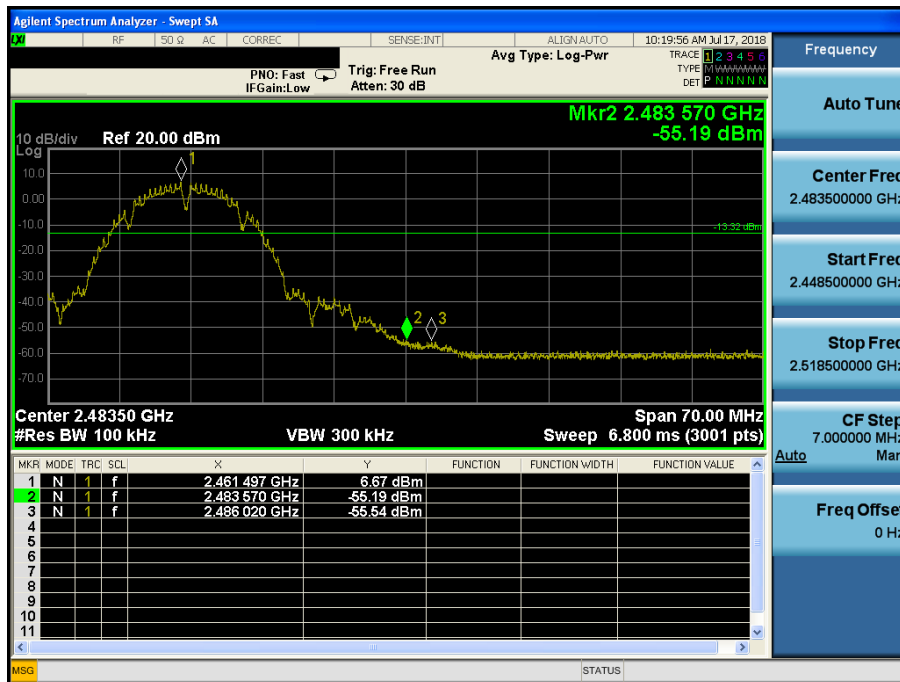 Agilent Spectrum Analyzer - Swept SA
LXI RF 50 Ω AC CORREC SENSE:INT ALIGN AUTO 10:19:56 AM Jul 17, 2018
Frequency
PNO: Fast
IFGain:Low
Trig: Free Run
Atten: 30 dB
Avg Type: Log-Pwr
TRACE 1 2 3 4 5 6
TYPE M WWWWW
DET P N N N N N
Mkr2 2.483 570 GHz
-55.19 dBm
10 dB/div
Log
Ref 20.00 dBm
10.0
0.00
-10.0
-20.0
-30.0
-40.0
-50.0
-60.0
-70.0
1
-13.32 dBm
2
3
Center 2.48350 GHz
Span 70.00 MHz
#Res BW 100 kHz
VBW 300 kHz
Sweep 6.800 ms (3001 pts)
MKR MODE TRC SCL X Y FUNCTION FUNCTION WIDTH FUNCTION VALUE
1 N 1 f 2.461 497 GHz 6.67 dBm
2 N 1 f 2.483 570 GHz -55.19 dBm
3 N 1 f 2.486 020 GHz -55.54 dBm
4
5
6
7
8
9
10
11
MSG
STATUS
Auto Tune
Center Freq
2.483500000 GHz
Start Freq
2.448500000 GHz
Stop Freq
2.518500000 GHz
CF Step
7.000000 MHz
Auto Man
Freq Offset
0 Hz